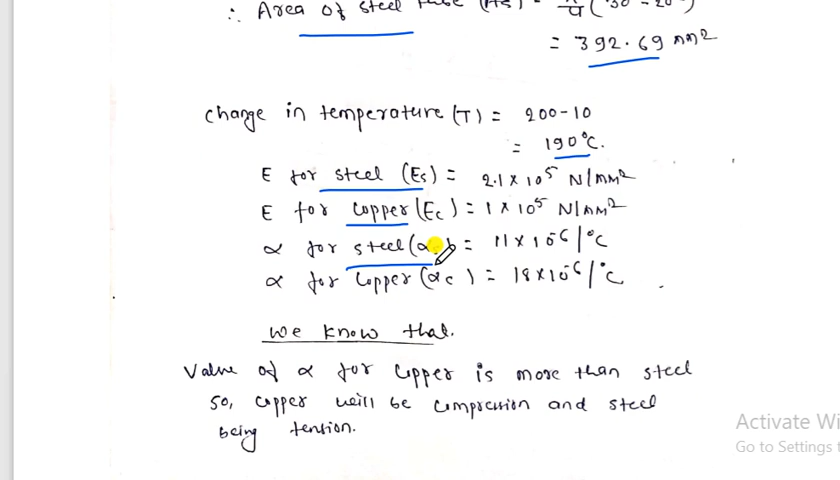 ∴ Area of steel tube (As) = π/4 (30² - 20²)
= 392.69 mm²
Change in temperature (T) = 200-10
= 190°C.
E for steel (Es) = 2.1 × 10⁵ N/mm²
E for copper (Ec) = 1 × 10⁵ N/mm²
α for steel (α ) = 11×10⁻⁶/°C
α for Copper (αc) = 18×10⁻⁶/°C
We know that.
Value of α for Copper is more than steel
So, Copper will be compression and steel
being tension.
Activate Wi
Go to Settings t